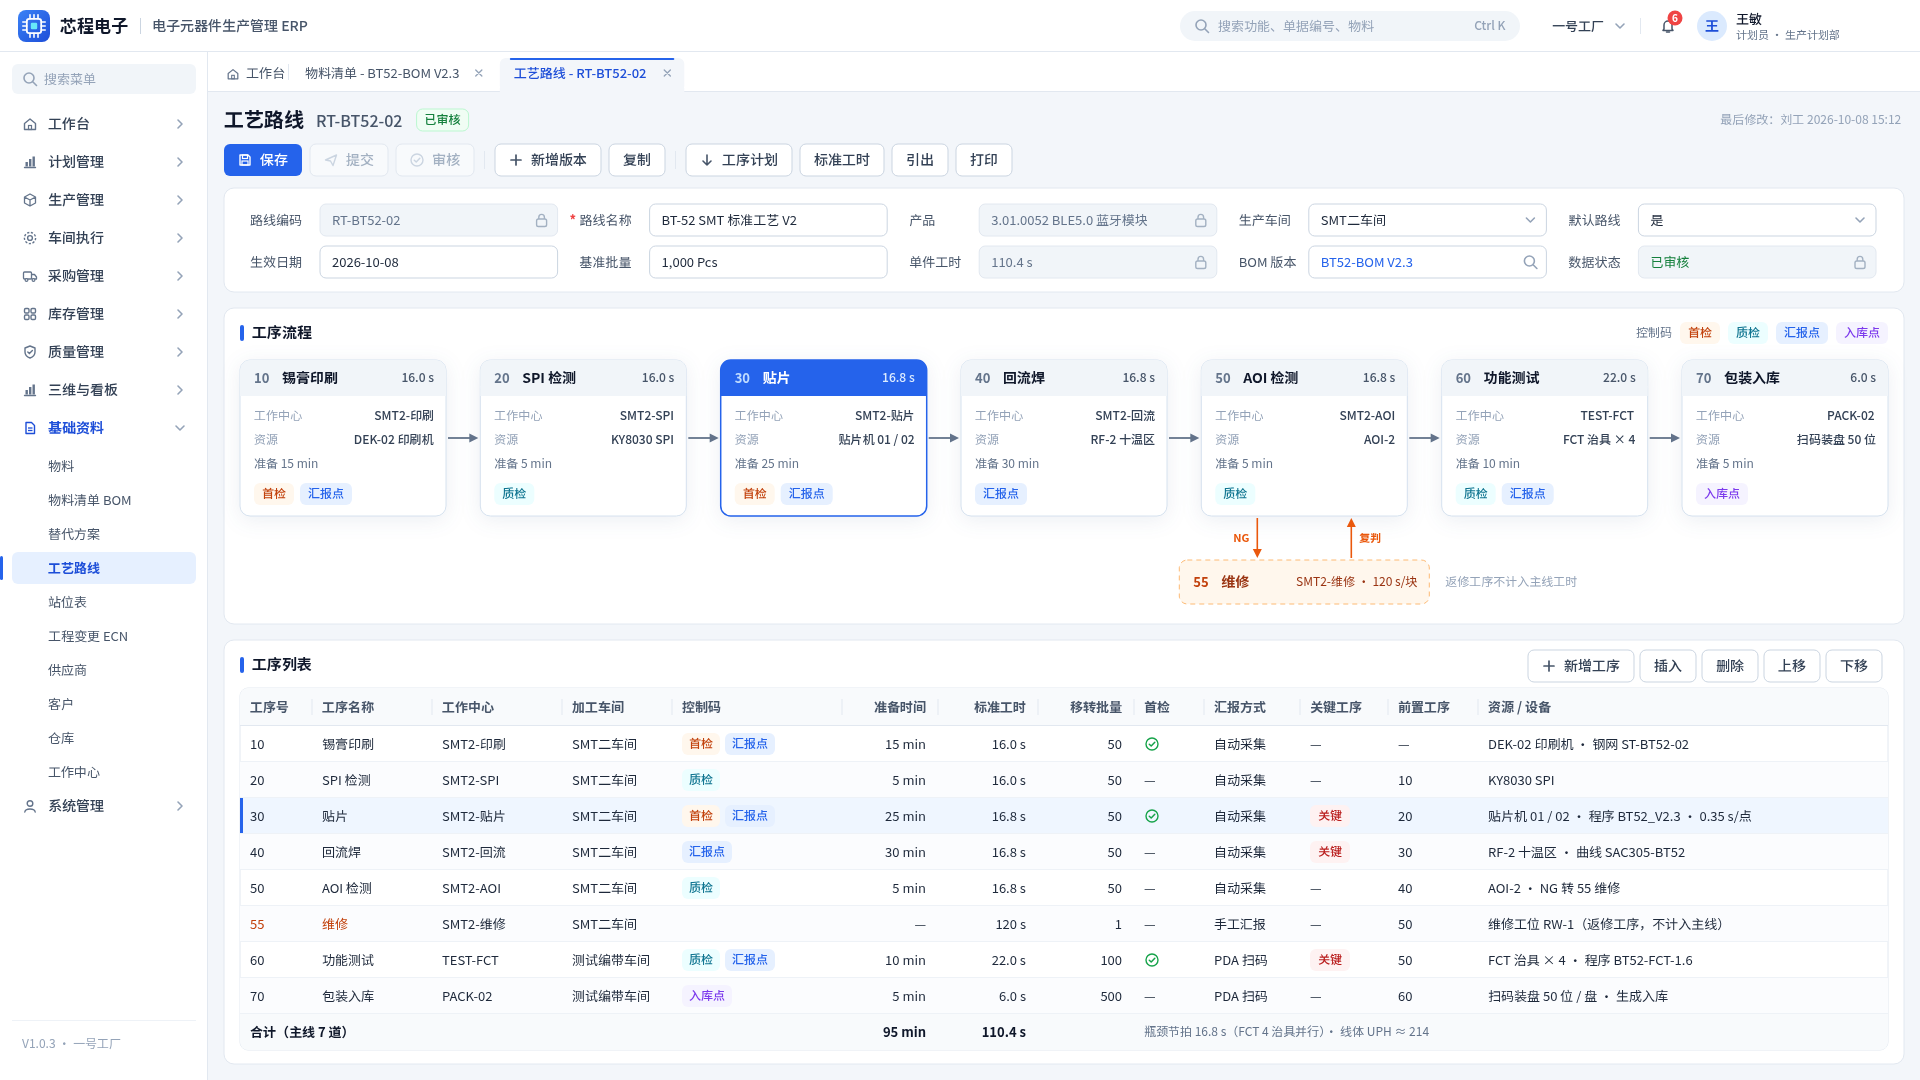 芯程电子 电子元器件生产管理 ERP 搜索功能、单据编号、物料 Ctrl K 一号工厂 6 王 王敏
计划员 · 生产计划部
搜索菜单
工作台
计划管理
生产管理
车间执行
采购管理
库存管理
质量管理
三维与看板
基础资料
物料
物料清单 BOM
替代方案
工艺路线
站位表
工程变更 ECN
供应商
客户
仓库
工作中心
系统管理
V1.0.3 · 一号工厂
工作台 物料清单 - BT52-BOM V2.3 工艺路线 - RT-BT52-02
工艺路线 RT-BT52-02 已审核 最后修改：刘工 2026-10-08 15:12
保存 提交 审核 新增版本 复制 工序计划 标准工时 引出 打印
路线编码 RT-BT52-02 * 路线名称 BT-52 SMT 标准工艺 V2 产品 3.01.0052 BLE5.0 蓝牙模块 生产车间 SMT二车间 默认路线 是
生效日期 2026-10-08 基准批量 1,000 Pcs 单件工时 110.4 s BOM 版本 BT52-BOM V2.3 数据状态 已审核
工序流程 控制码 首检 质检 汇报点 入库点
10 锡膏印刷 16.0 s
工作中心 SMT2-印刷
资源 DEK-02 印刷机
准备 15 min
首检 汇报点
20 SPI 检测 16.0 s
工作中心 SMT2-SPI
资源 KY8030 SPI
准备 5 min
质检
30 贴片 16.8 s
工作中心 SMT2-贴片
资源 贴片机 01 / 02
准备 25 min
首检 汇报点
40 回流焊 16.8 s
工作中心 SMT2-回流
资源 RF-2 十温区
准备 30 min
汇报点
50 AOI 检测 16.8 s
工作中心 SMT2-AOI
资源 AOI-2
准备 5 min
质检
60 功能测试 22.0 s
工作中心 TEST-FCT
资源 FCT 治具 × 4
准备 10 min
质检 汇报点
70 包装入库 6.0 s
工作中心 PACK-02
资源 扫码装盘 50 位
准备 5 min
入库点
NG 复判
55 维修 SMT2-维修 · 120 s/块 返修工序不计入主线工时
工序列表 新增工序 插入 删除 上移 下移
工序号 工序名称 工作中心 加工车间 控制码 准备时间 标准工时 移转批量 首检 汇报方式 关键工序 前置工序 资源 / 设备
10 锡膏印刷 SMT2-印刷 SMT二车间 首检 汇报点 15 min 16.0 s 50 自动采集 — — DEK-02 印刷机 · 钢网 ST-BT52-02
20 SPI 检测 SMT2-SPI SMT二车间 质检 5 min 16.0 s 50 — 自动采集 — 10 KY8030 SPI
30 贴片 SMT2-贴片 SMT二车间 首检 汇报点 25 min 16.8 s 50 自动采集 关键 20 贴片机 01 / 02 · 程序 BT52_V2.3 · 0.35 s/点
40 回流焊 SMT2-回流 SMT二车间 汇报点 30 min 16.8 s 50 — 自动采集 关键 30 RF-2 十温区 · 曲线 SAC305-BT52
50 AOI 检测 SMT2-AOI SMT二车间 质检 5 min 16.8 s 50 — 自动采集 — 40 AOI-2 · NG 转 55 维修
55 维修 SMT2-维修 SMT二车间 — 120 s 1 — 手工汇报 — 50 维修工位 RW-1（返修工序，不计入主线）
60 功能测试 TEST-FCT 测试编带车间 质检 汇报点 10 min 22.0 s 100 PDA 扫码 关键 50 FCT 治具 × 4 · 程序 BT52-FCT-1.6
70 包装入库 PACK-02 测试编带车间 入库点 5 min 6.0 s 500 — PDA 扫码 — 60 扫码装盘 50 位 / 盘 · 生成入库
合计（主线 7 道） 95 min 110.4 s 瓶颈节拍 16.8 s（FCT 4 治具并行）· 线体 UPH ≈ 214